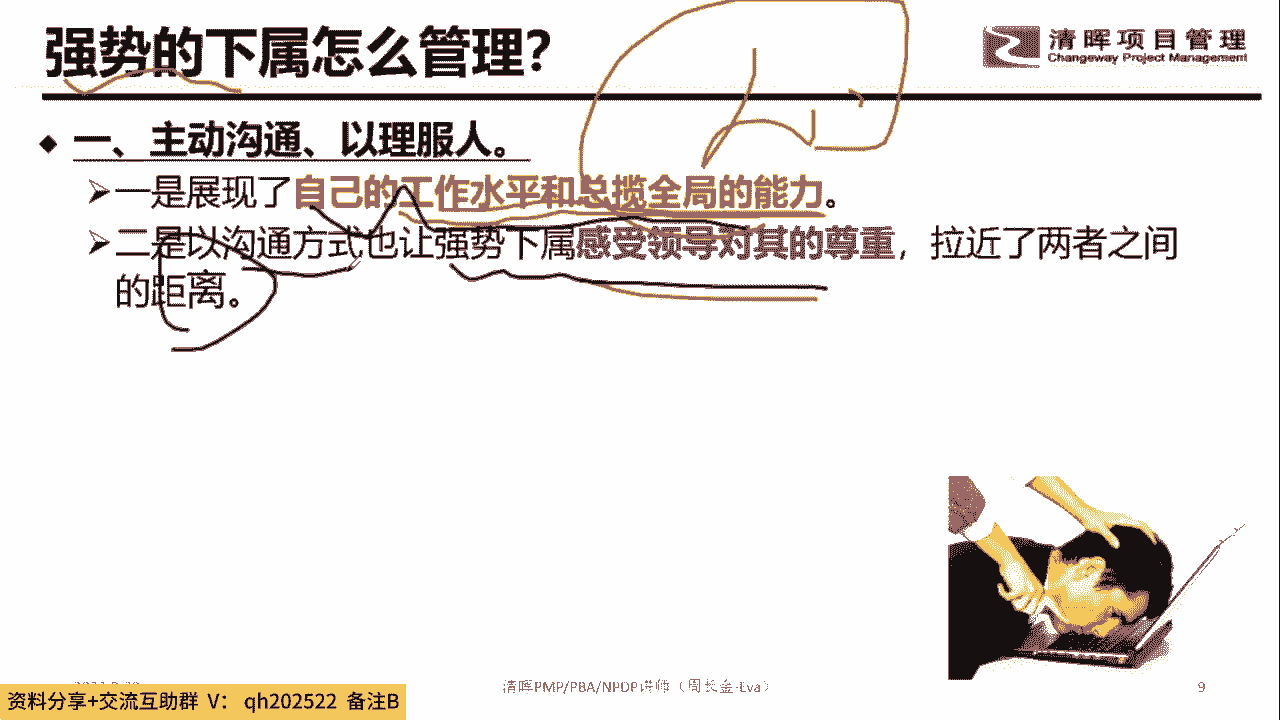 强势的下属怎么管理？
清晖项目管理
Changeway Project Management
◆ 一、主动沟通、以理服人。
➢一是展现了自己的工作水平和总揽全局的能力。
➢二是以沟通方式也让强势下属感受领导对其的尊重，拉近了两者之间
的距离。
清晖PMP/PBA/NPDP讲师（周长金-Eva）
9
资料分享+交流互助群 V： qh202522 备注B